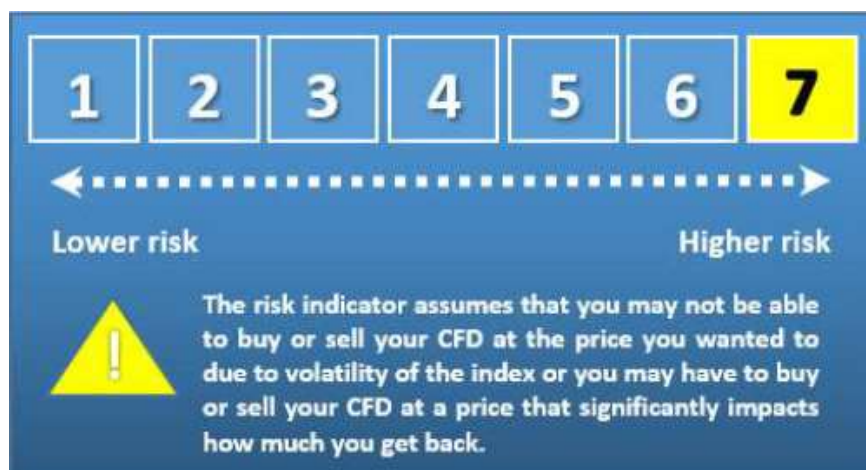 1 2 3 4 5 6 7
Lower risk Higher risk
!
The risk indicator assumes that you may not be able
to buy or sell your CFD at the price you wanted to
due to volatility of the index or you may have to buy
or sell your CFD at a price that significantly impacts
how much you get back.